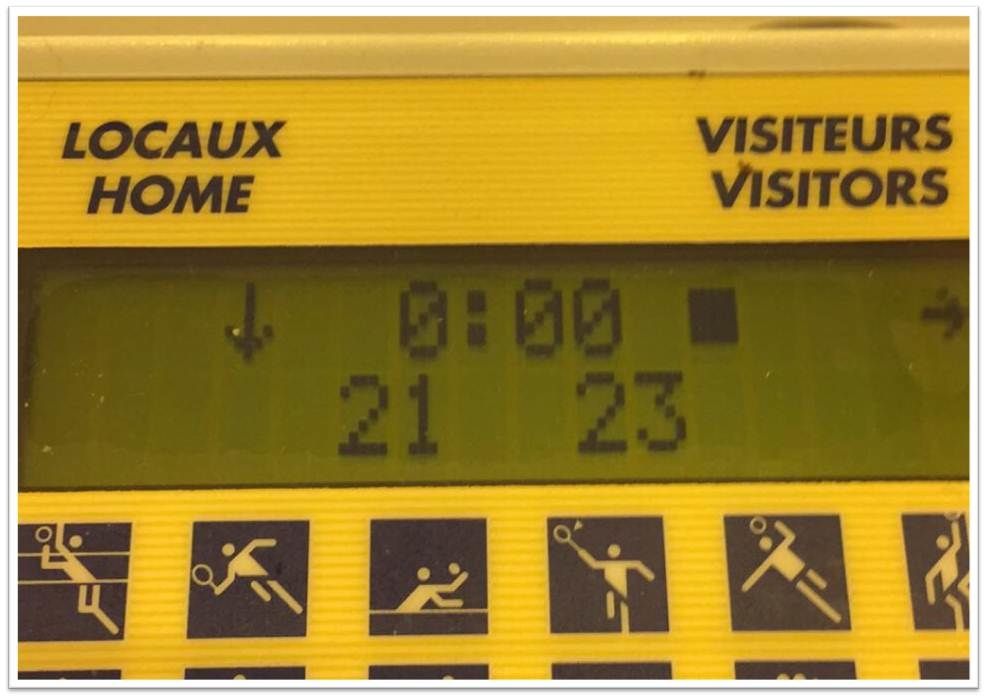 LOCAUX
HOME
VISITEURS
VISITORS
↓ 0:00 ■ →
21 23